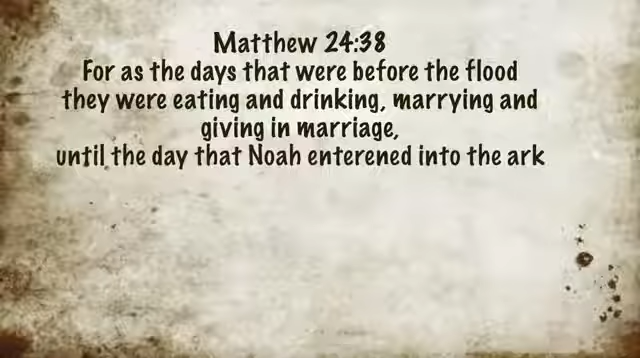 Matthew 24:38
For as the days that were before the flood
they were eating and drinking, marrying and
giving in marriage,
until the day that Noah enterened into the ark